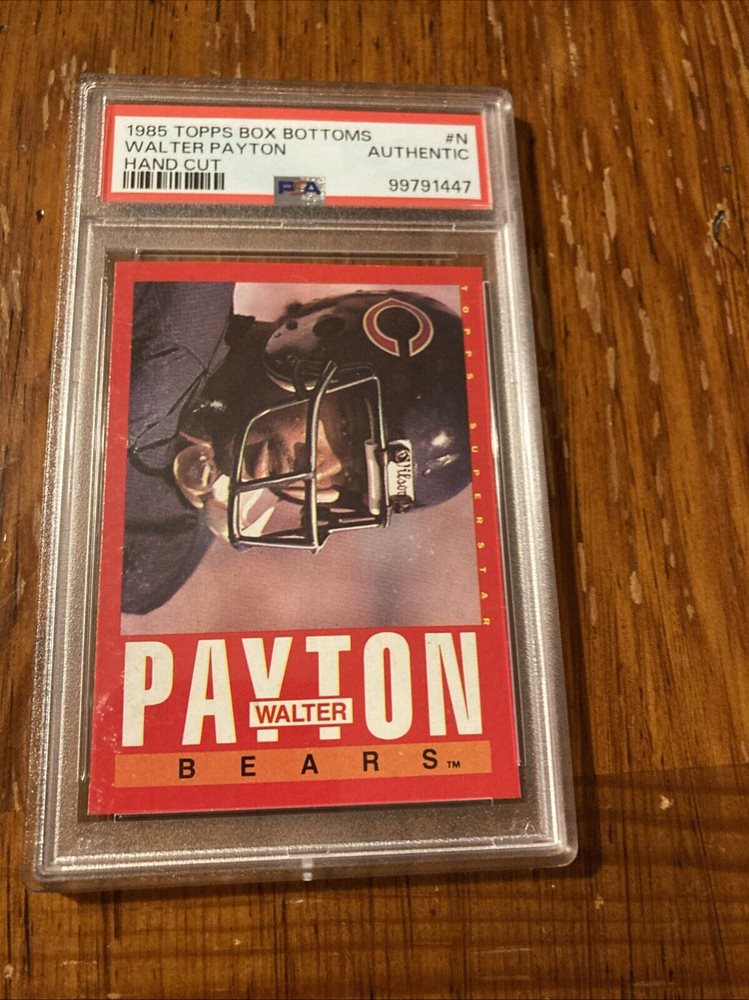 1985 TOPPS BOX BOTTOMS #N
WALTER PAYTON AUTHENTIC
HAND CUT
PSA 99791447
TOPPS SUPERSTAR
Wilson
PAYTON
WALTER
BEARS™